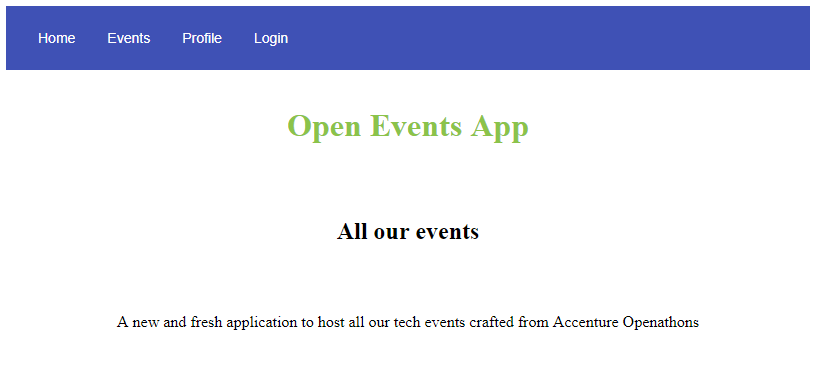 Home Events Profile Login
Open Events App
All our events
A new and fresh application to host all our tech events crafted from Accenture Openathons